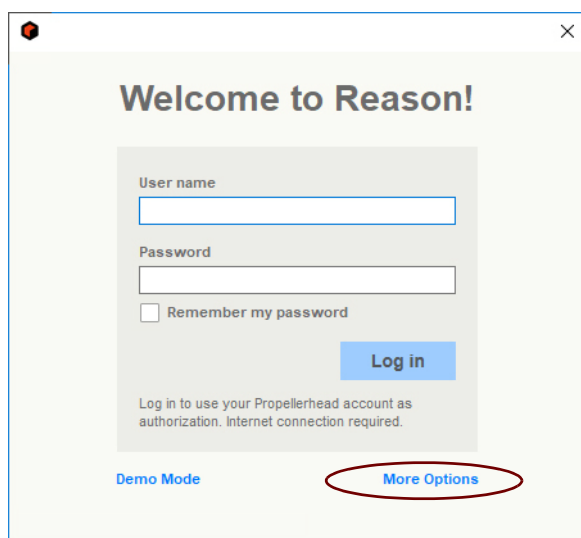 Welcome to Reason!
User name
Password
Remember my password
Log in
Log in to use your Propellerhead account as
authorization. Internet connection required.
Demo Mode
More Options